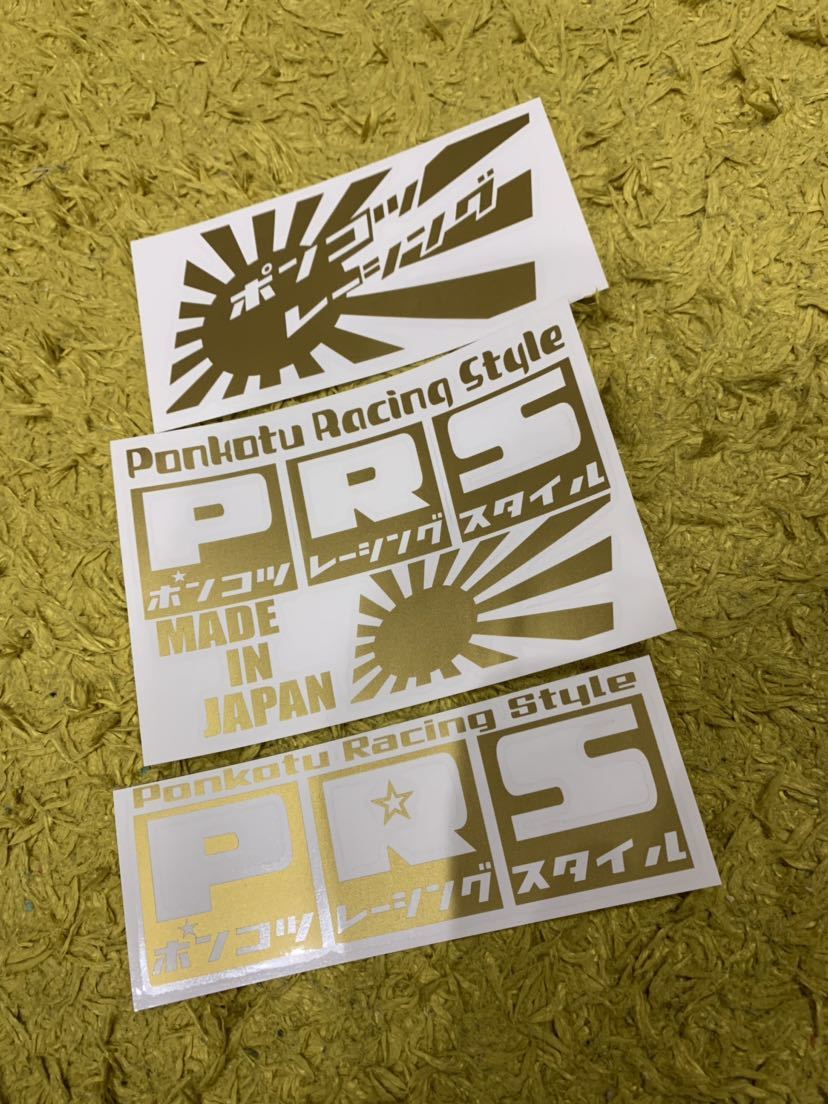 ポンコツ
レーシング
Ponkotu Racing Style
P R S
ポンコツ レーシング スタイル
MADE
IN
JAPAN
Ponkotu Racing Style
P R S
ポンコツ レーシング スタイル